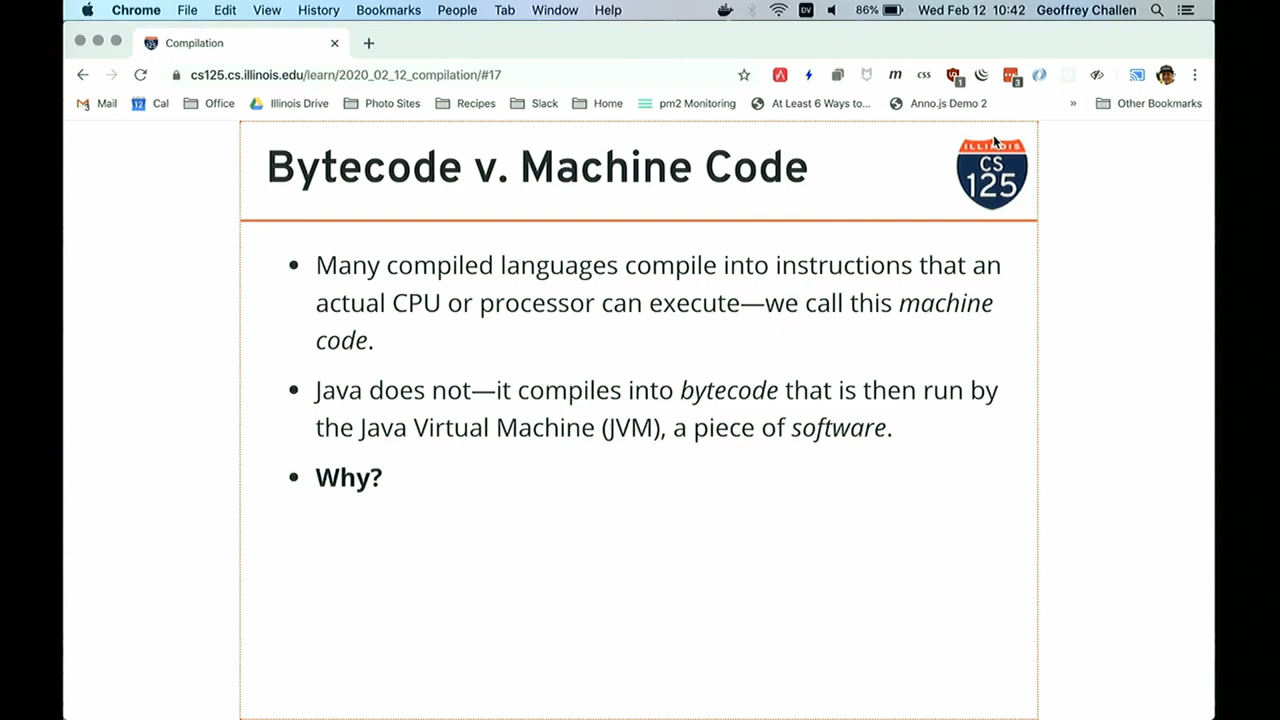 Chrome File Edit View History Bookmarks People Tab Window Help DV 86% Wed Feb 12 10:42 Geoffrey Challen
Compilation
cs125.cs.illinois.edu/learn/2020_02_12_compilation/#17 m css 1 3
Mail 12 Cal Office Illinois Drive Photo Sites Recipes Slack Home pm2 Monitoring At Least 6 Ways to... Anno.js Demo 2 » Other Bookmarks
Bytecode v. Machine Code
ILLINOIS
CS
125
• Many compiled languages compile into instructions that an
actual CPU or processor can execute—we call this machine
code.
• Java does not—it compiles into bytecode that is then run by
the Java Virtual Machine (JVM), a piece of software.
• Why?